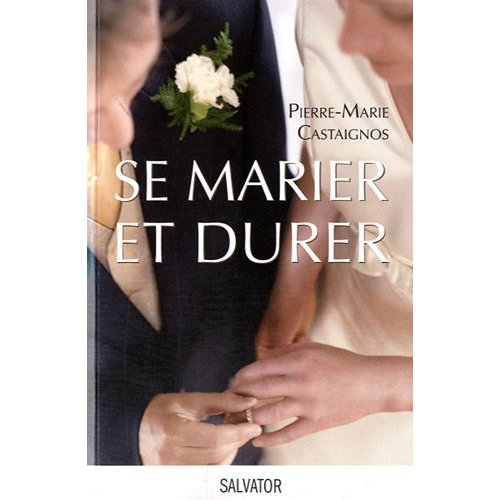 PIERRE-MARIE
CASTAIGNOS
SE MARIER
ET DURER
SALVATOR